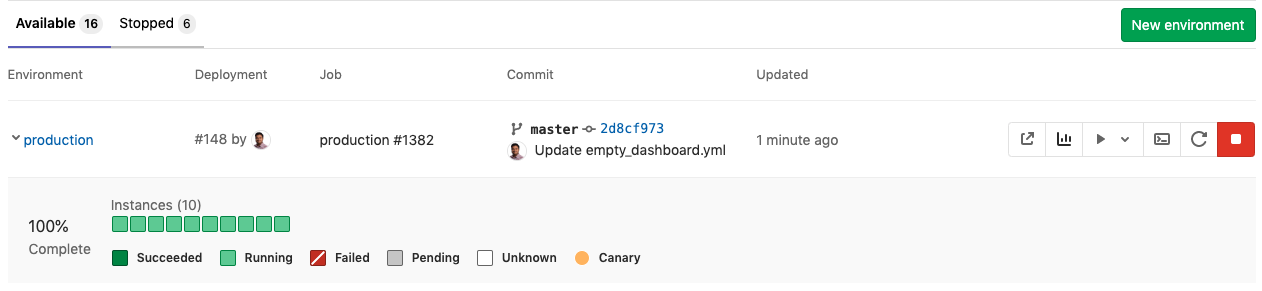 Available 16 Stopped 6
New environment
Environment Deployment Job Commit Updated
production #148 by production #1382 master 2d8cf973 1 minute ago
Update empty_dashboard.yml
Instances (10)
100%
Complete
Succeeded Running Failed Pending Unknown Canary